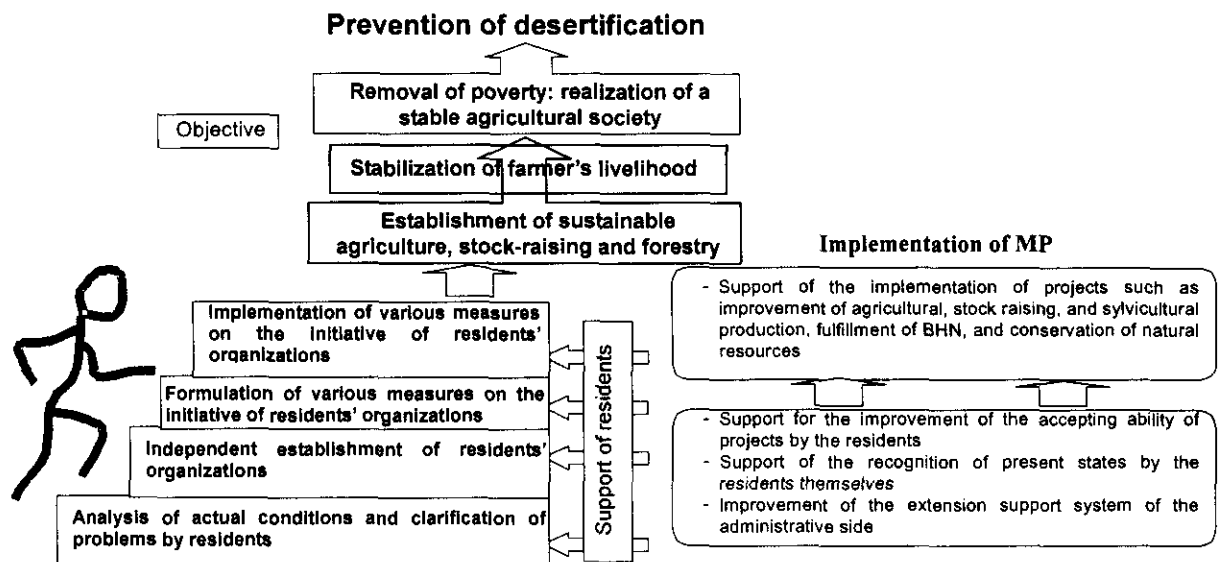 Prevention of desertification
Removal of poverty: realization of a
stable agricultural society
Objective
Stabilization of farmer's livelihood
Establishment of sustainable
agriculture, stock-raising and forestry
Implementation of various measures
on the initiative of residents'
organizations
Formulation of various measures on the
initiative of residents' organizations
Independent establishment of residents'
organizations
Analysis of actual conditions and clarification of
problems by residents
Support of residents
Implementation of MP
- Support of the implementation of projects such as
improvement of agricultural, stock raising, and sylvicultural
production, fulfillment of BHN, and conservation of natural
resources
- Support for the improvement of the accepting ability of
projects by the residents
- Support of the recognition of present states by the
residents themselves
- Improvement of the extension support system of the
administrative side